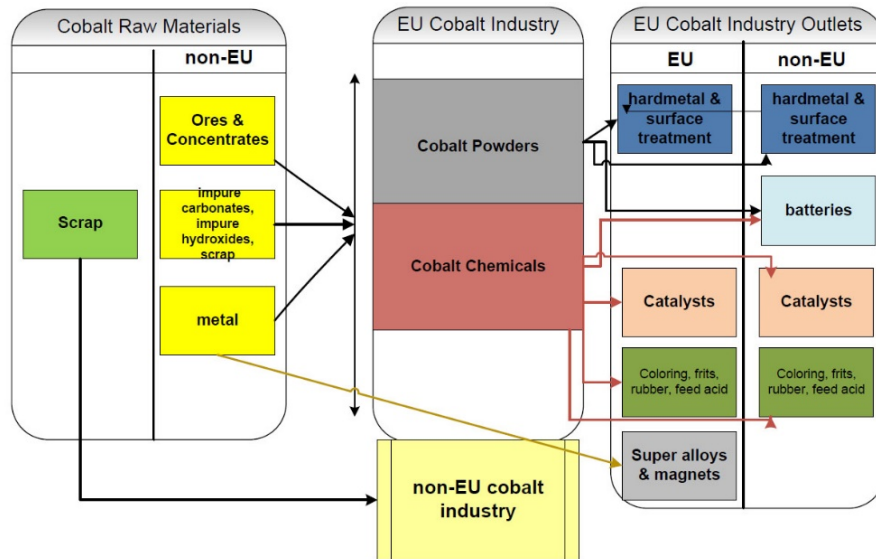 Cobalt Raw Materials
non-EU
Ores &
Concentrates
Scrap
impure
carbonates,
impure
hydroxides,
scrap
metal
EU Cobalt Industry
Cobalt Powders
Cobalt Chemicals
non-EU cobalt
industry
EU Cobalt Industry Outlets
EU
non-EU
hardmetal &
surface
treatment
hardmetal &
surface
treatment
batteries
Catalysts
Catalysts
Coloring, frits,
rubber, feed acid
Coloring, frits,
rubber, feed acid
Super alloys
& magnets